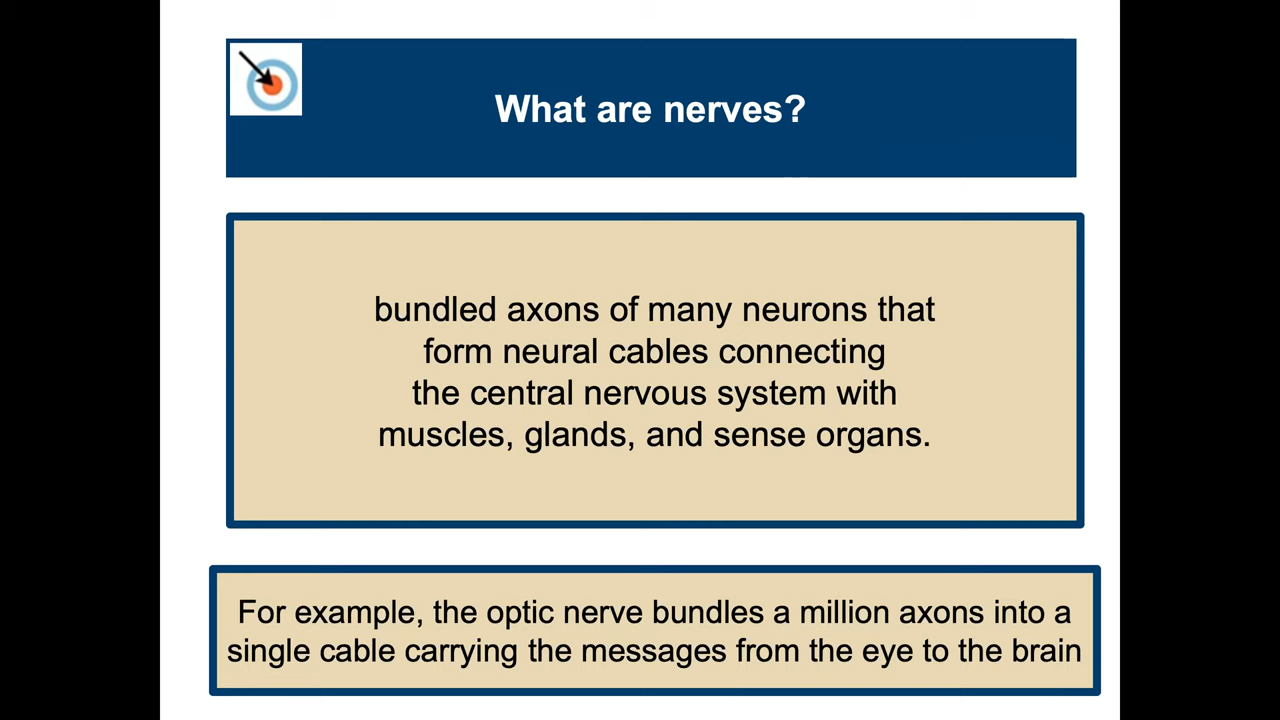 What are nerves?
bundled axons of many neurons that
form neural cables connecting
the central nervous system with
muscles, glands, and sense organs.
For example, the optic nerve bundles a million axons into a
single cable carrying the messages from the eye to the brain